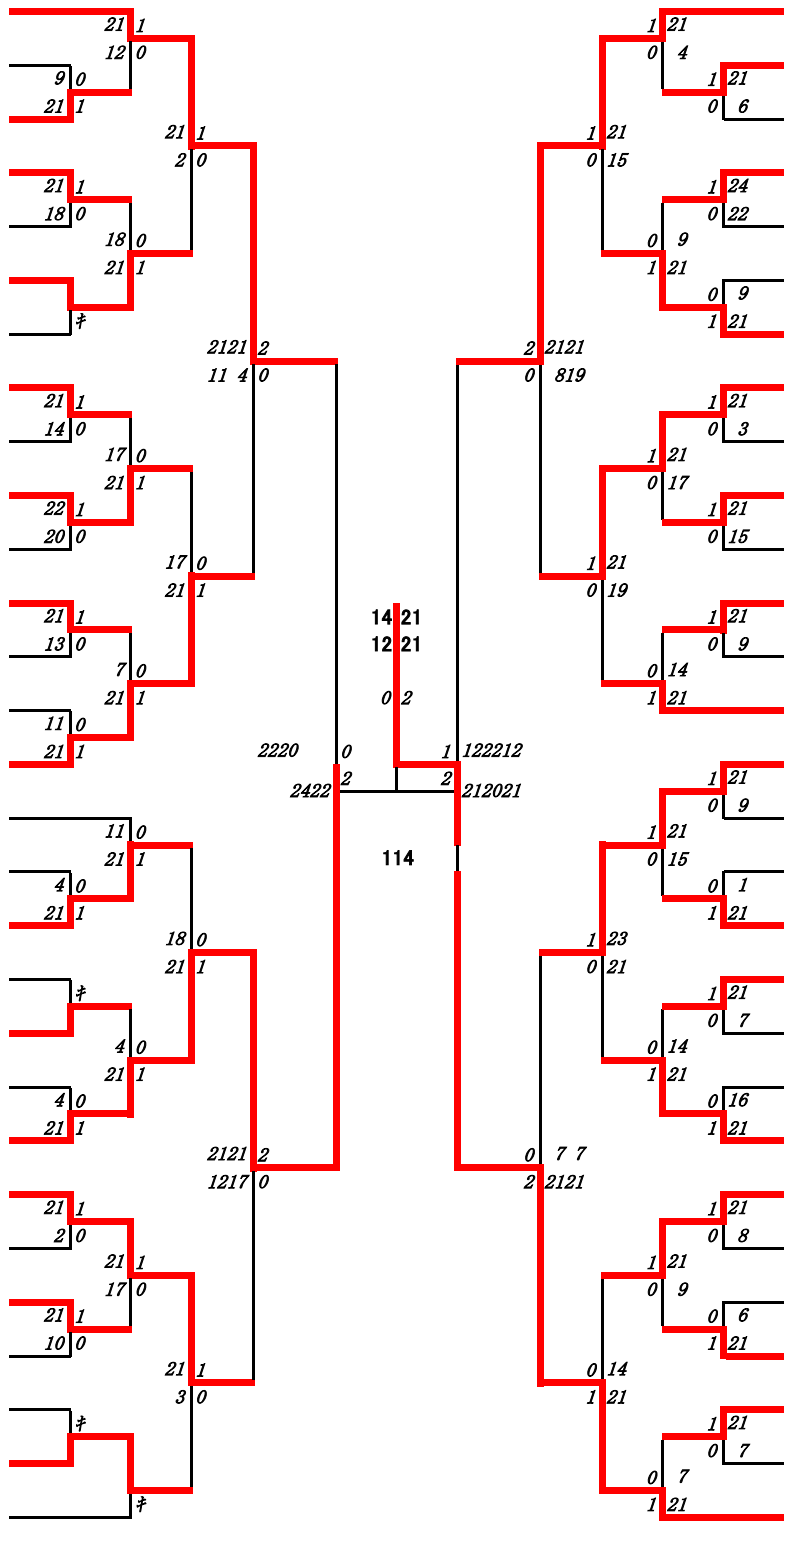 21 1 1 21
12 0 0 4
9 0 1 21
21 1 0 6
21 1 1 21
2 0 0 15
21 1 1 24
18 0 0 22
18 0 0 9
21 1 1 21
0 9
ｷ 1 21
2121 2 2 2121
11 4 0 0 819
21 1 1 21
14 0 0 3
17 0 1 21
21 1 0 17
22 1 1 21
20 0 0 15
17 0 1 21
21 1 0 19
21 1 14 21 1 21
13 0 12 21 0 9
7 0 0 14
21 1 0 2 1 21
11 0
21 1
2220 0 1 122212
2422 2 2 212021
1 21
0 9
11 0 1 21
21 1 0 15
114
4 0 0 1
21 1 1 21
18 0 1 23
21 1 0 21
ｷ 1 21
0 7
4 0 0 14
21 1 1 21
4 0 0 16
21 1 1 21
2121 2 0 7 7
1217 0 2 2121
21 1 1 21
2 0 0 8
21 1 1 21
17 0 0 9
21 1 0 6
10 0 1 21
21 1 0 14
3 0 1 21
ｷ 1 21
0 7
0 7
ｷ 1 21